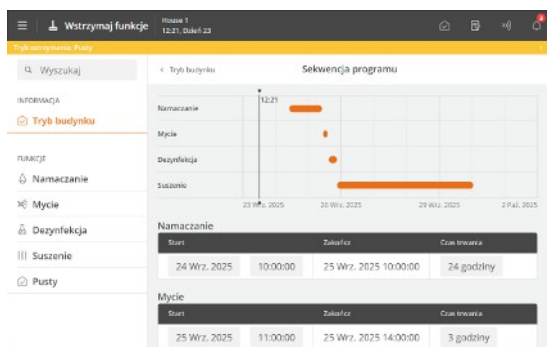 Wstrzymaj funkcje
House 1
12:21, Dzień 23
3
Tryb wstrzymania: Pusty
Wyszukaj
< Tryb budynku
Sekwencja programu
INFORMACJA
Tryb budynku
FUNKCJE
Namaczanie
Mycie
Dezynfekcja
Suszenie
Pusty
12:21
Namaczanie
Mycie
Dezynfekcja
Suszenie
23 Wrz. 2025
26 Wrz. 2025
29 Wrz. 2025
2 Paź. 2025
Namaczanie
Start Zakończ Czas trwania
24 Wrz. 2025 10:00:00 25 Wrz. 2025 10:00:00 24 godziny
Mycie
Start Zakończ Czas trwania
25 Wrz. 2025 11:00:00 25 Wrz. 2025 14:00:00 3 godziny